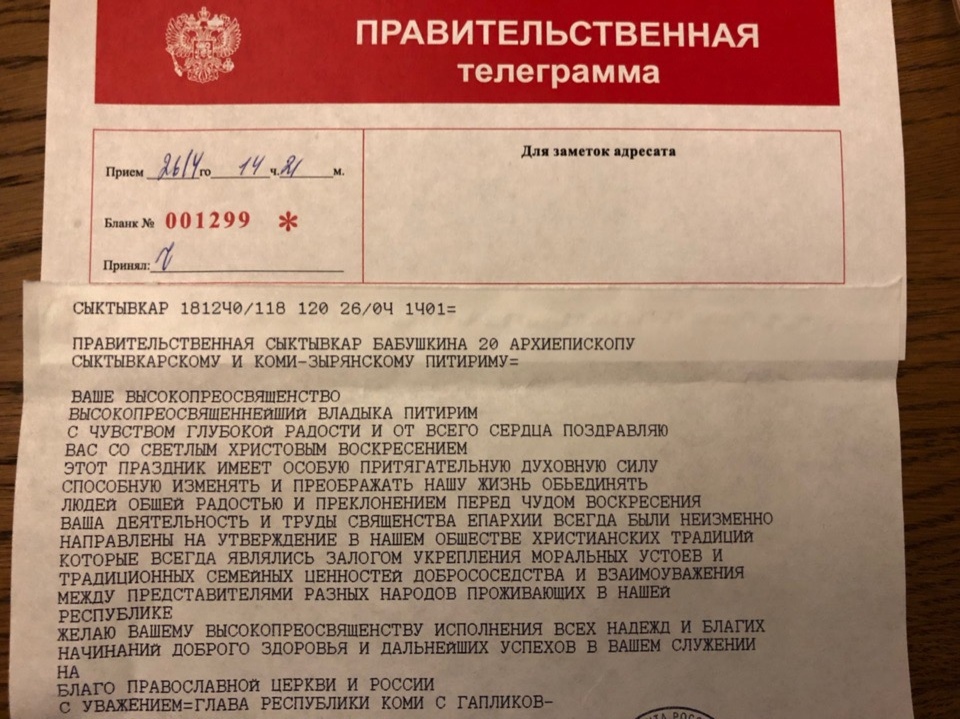 ПРАВИТЕЛЬСТВЕННАЯ
телеграмма
Прием 26/4 го 14 ч. 21 м.
Для заметок адресата
Бланк № 001299 *
Принял:
СЫКТЫВКАР 1812Ч0/118 120 26/0Ч 1Ч01=
ПРАВИТЕЛЬСТВЕННАЯ СЫКТЫВКАР БАБУШКИНА 20 АРХИЕПИСКОПУ
СЫКТЫВКАРСКОМУ И КОМИ-ЗЫРЯНСКОМУ ПИТИРИМУ=
ВАШЕ ВЫСОКОПРЕОСВЯЩЕНСТВО
ВЫСОКОПРЕОСВЯЩЕННЕЙШИЙ ВЛАДЫКА ПИТИРИМ
С ЧУВСТВОМ ГЛУБОКОЙ РАДОСТИ И ОТ ВСЕГО СЕРДЦА ПОЗДРАВЛЯЮ
ВАС СО СВЕТЛЫМ ХРИСТОВЫМ ВОСКРЕСЕНИЕМ
ЭТОТ ПРАЗДНИК ИМЕЕТ ОСОБУЮ ПРИТЯГАТЕЛЬНУЮ ДУХОВНУЮ СИЛУ
СПОСОБНУЮ ИЗМЕНЯТЬ И ПРЕОБРАЖАТЬ НАШУ ЖИЗНЬ ОБЪЕДИНЯТЬ
ЛЮДЕЙ ОБЩЕЙ РАДОСТЬЮ И ПРЕКЛОНЕНИЕМ ПЕРЕД ЧУДОМ ВОСКРЕСЕНИЯ
ВАША ДЕЯТЕЛЬНОСТЬ И ТРУДЫ СВЯЩЕНСТВА ЕПАРХИИ ВСЕГДА БЫЛИ НЕИЗМЕННО
НАПРАВЛЕНЫ НА УТВЕРЖДЕНИЕ В НАШЕМ ОБЩЕСТВЕ ХРИСТИАНСКИХ ТРАДИЦИЙ
КОТОРЫЕ ВСЕГДА ЯВЛЯЛИСЬ ЗАЛОГОМ УКРЕПЛЕНИЯ МОРАЛЬНЫХ УСТОЕВ И
ТРАДИЦИОННЫХ СЕМЕЙНЫХ ЦЕННОСТЕЙ ДОБРОСОСЕДСТВА И ВЗАИМОУВАЖЕНИЯ
МЕЖДУ ПРЕДСТАВИТЕЛЯМИ РАЗНЫХ НАРОДОВ ПРОЖИВАЮЩИХ В НАШЕЙ
РЕСПУБЛИКЕ
ЖЕЛАЮ ВАШЕМУ ВЫСОКОПРЕОСВЯЩЕНСТВУ ИСПОЛНЕНИЯ ВСЕХ НАДЕЖД И БЛАГИХ
НАЧИНАНИЙ ДОБРОГО ЗДОРОВЬЯ И ДАЛЬНЕЙШИХ УСПЕХОВ В ВАШЕМ СЛУЖЕНИИ
НА
БЛАГО ПРАВОСЛАВНОЙ ЦЕРКВИ И РОССИИ
С УВАЖЕНИЕМ=ГЛАВА РЕСПУБЛИКИ КОМИ С ГАПЛИКОВ-